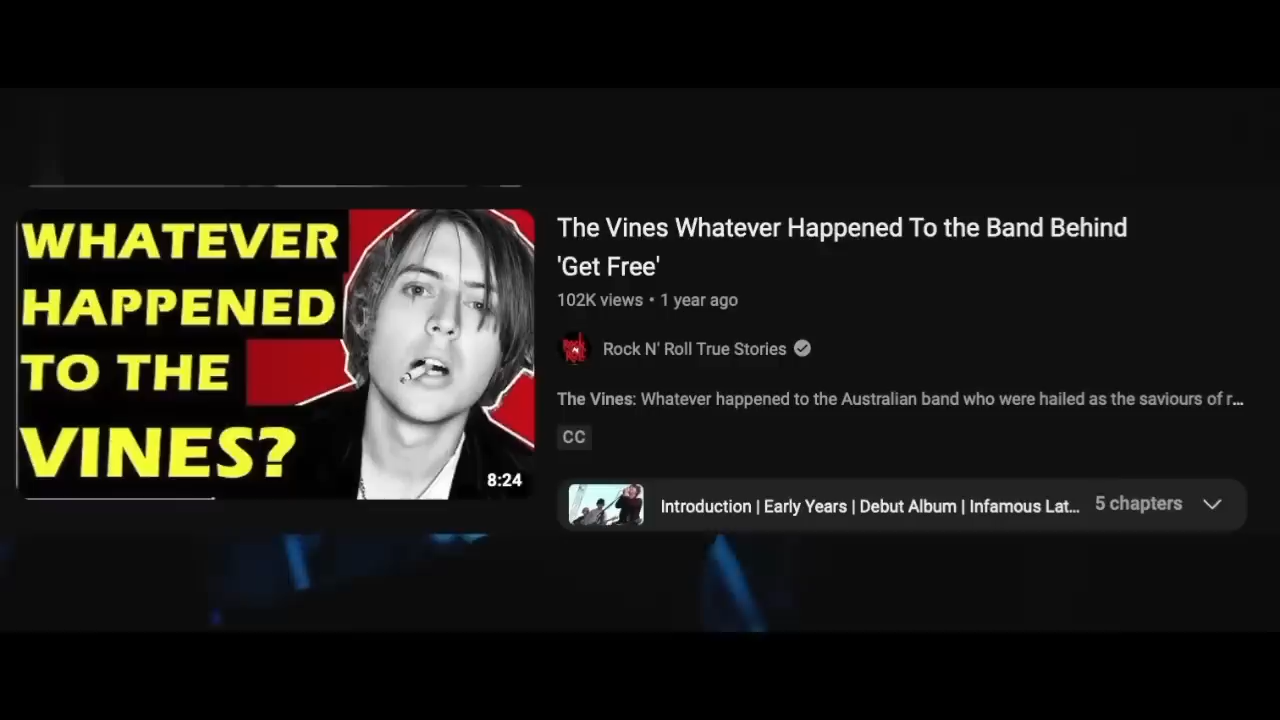 WHATEVER
HAPPENED
TO THE
VINES?
8:24
The Vines Whatever Happened To the Band Behind
'Get Free'
102K views • 1 year ago
Rock N' Roll True Stories
The Vines: Whatever happened to the Australian band who were hailed as the saviours of r...
CC
Introduction | Early Years | Debut Album | Infamous Lat... 5 chapters